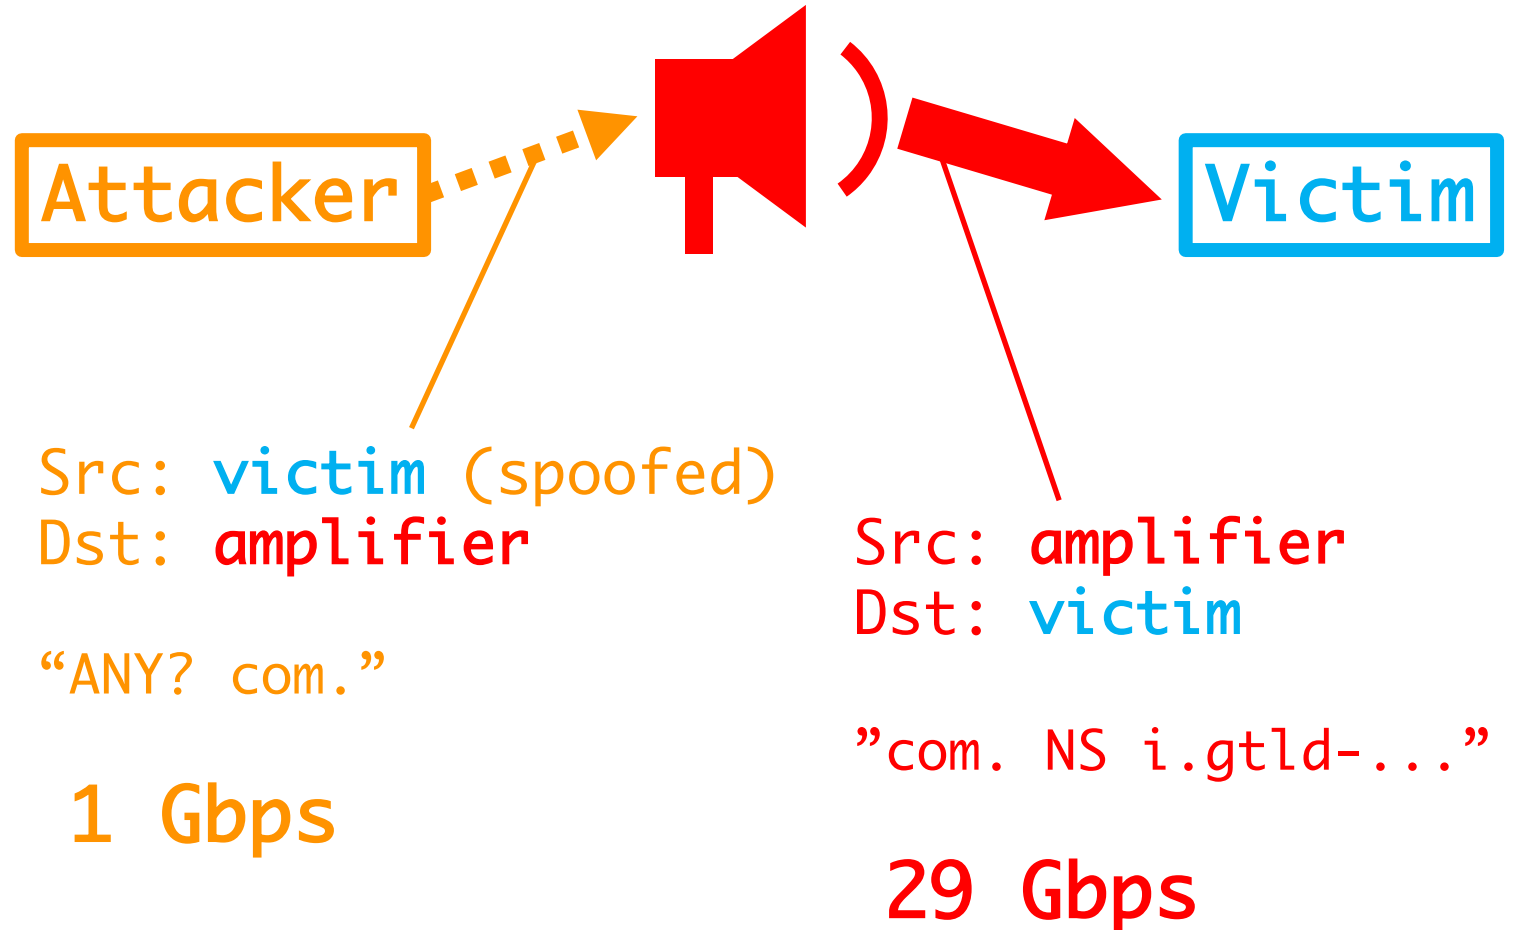 Attacker
Victim
Src: victim (spoofed)
Dst: amplifier
“ANY? com.”
1 Gbps
Src: amplifier
Dst: victim
”com. NS i.gtld-...”
29 Gbps